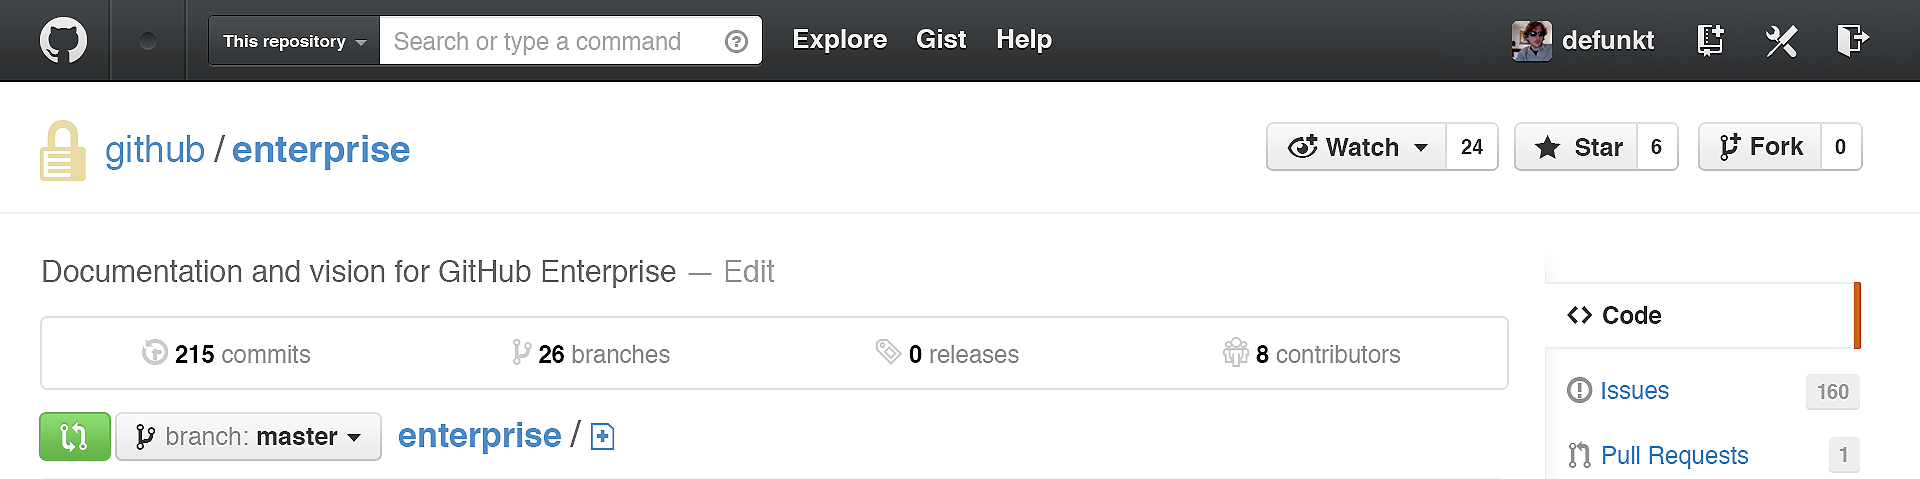 This repository Search or type a command Explore Gist Help defunkt
github / enterprise Watch 24 Star 6 Fork 0
Documentation and vision for GitHub Enterprise — Edit
Code
215 commits 26 branches 0 releases 8 contributors
Issues 160
branch: master enterprise /
Pull Requests 1